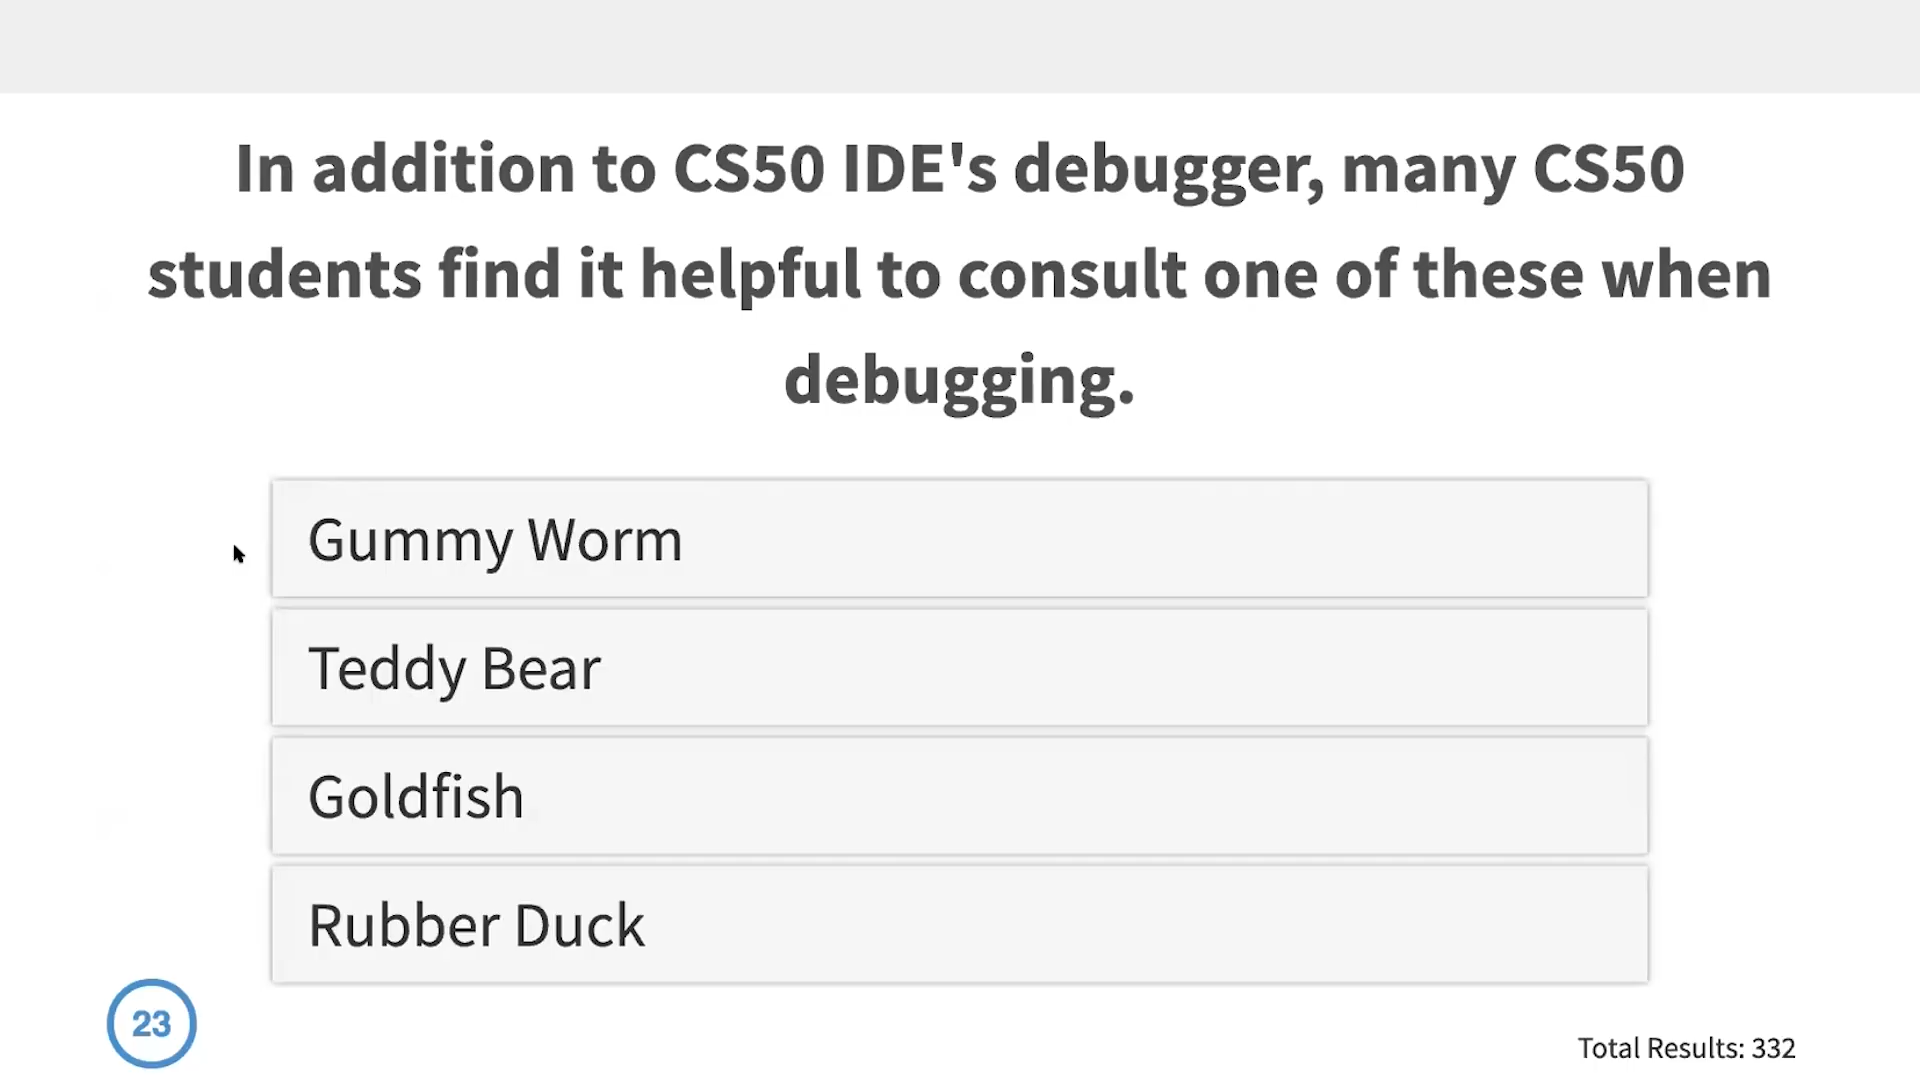 In addition to CS50 IDE's debugger, many CS50
students find it helpful to consult one of these when
debugging.
Gummy Worm
Teddy Bear
Goldfish
Rubber Duck
23
Total Results: 332